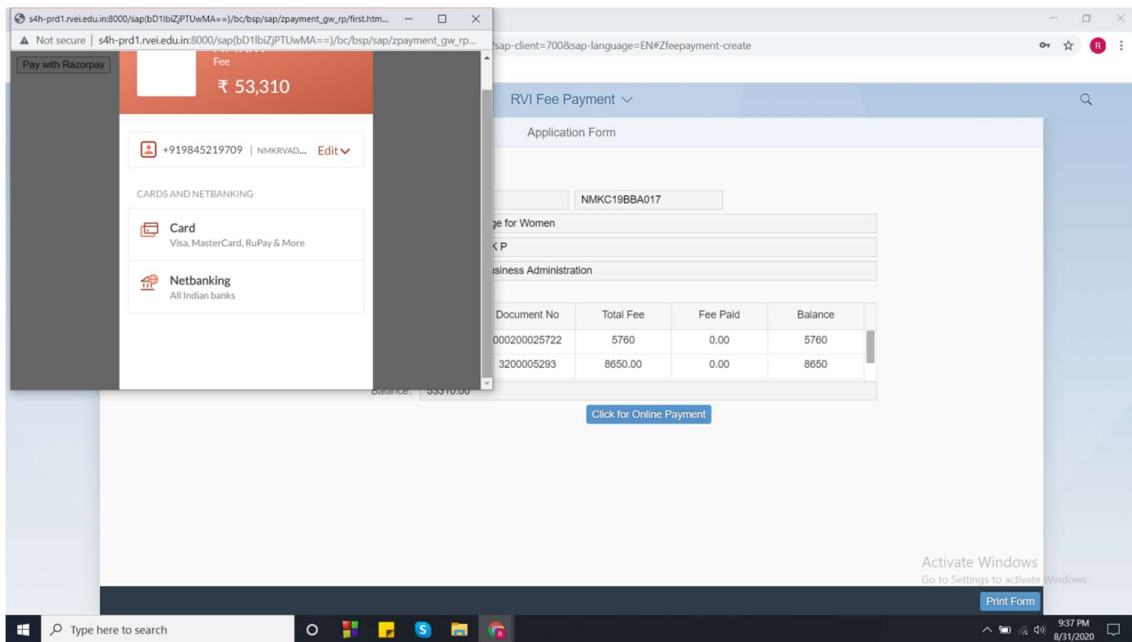 s4h-prd1.rvei.edu.in:8000/sap(bD1lbiZjPTUwMA==)/bc/bsp/sap/zpayment_gw_rp/first.htm...
Not secure | s4h-prd1.rvei.edu.in:8000/sap(bD1lbiZjPTUwMA==)/bc/bsp/sap/zpayment_gw_rp...
?sap-client=700&sap-language=EN#Zfeepayment-create
R
Pay with Razorpay
Fee
₹ 53,310
+919845219709 | NMKRVAD... Edit
CARDS AND NETBANKING
Card
Visa, MasterCard, RuPay & More
Netbanking
All Indian banks
RVI Fee Payment
Application Form
NMKC19BBA017
ge for Women
K P
usiness Administration
Document No Total Fee Fee Paid Balance
000200025722 5760 0.00 5760
3200005293 8650.00 0.00 8650
Balance: 53310.00
Click for Online Payment
Activate Windows
Go to Settings to activate Windows.
Print Form
Type here to search
9:37 PM
8/31/2020